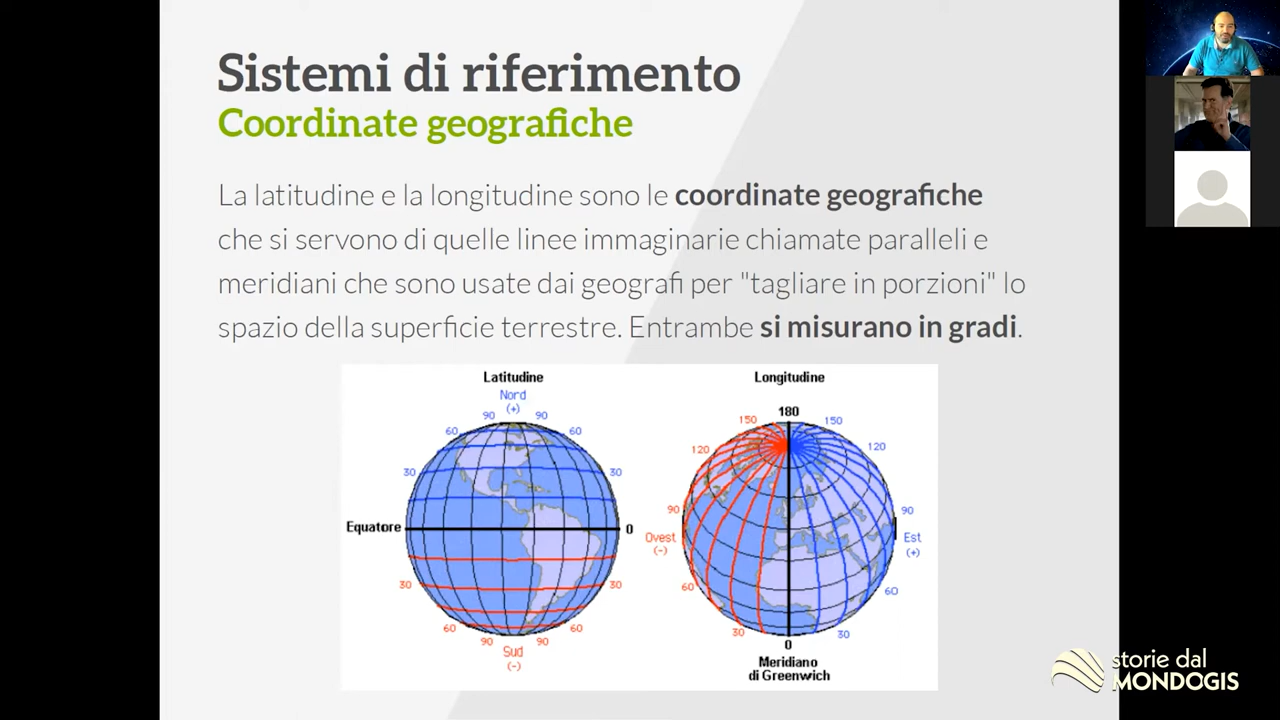 Sistemi di riferimento
Coordinate geografiche
La latitudine e la longitudine sono le coordinate geografiche
che si servono di quelle linee immaginarie chiamate paralleli e
meridiani che sono usate dai geografi per "tagliare in porzioni" lo
spazio della superficie terrestre. Entrambe si misurano in gradi.
Latitudine
Nord
(+)
90 90
60 60
30 30
Equatore 0
30 30
60 60
90 90
Sud
(-)
Longitudine
180
150 150
120 120
90 90
Ovest Est
(-) (+)
60 60
30 30
0
Meridiano
di Greenwich
storie dal
MONDOGIS